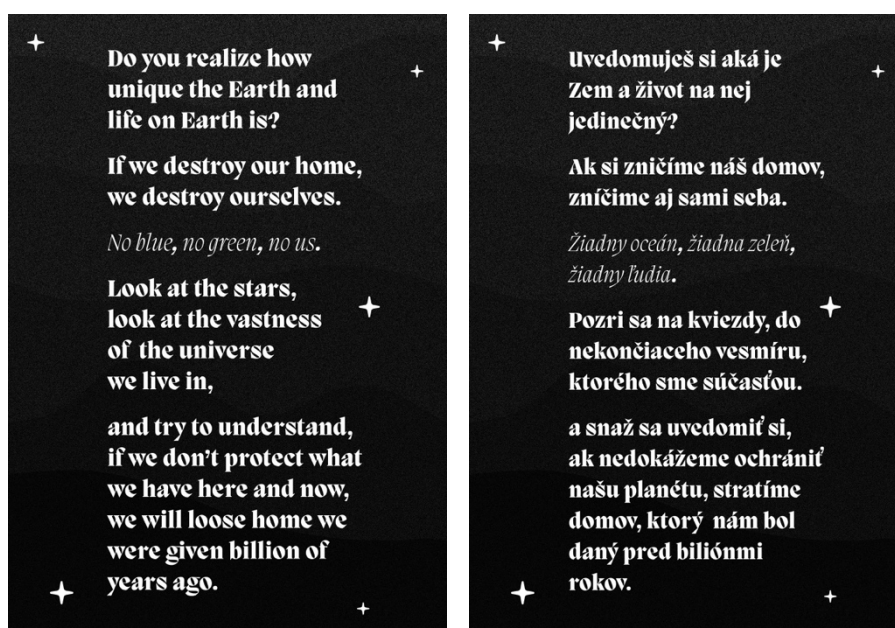 Do you realize how
unique the Earth and
life on Earth is?
If we destroy our home,
we destroy ourselves.
No blue, no green, no us.
Look at the stars,
look at the vastness
of the universe
we live in,
and try to understand,
if we don't protect what
we have here and now,
we will loose home we
were given billion of
years ago.
Uvedomuješ si aká je
Zem a život na nej
jedinečný?
Ak si zničíme náš domov,
zníčime aj sami seba.
Žiadny oceán, žiadna zeleň,
žiadny ľudia.
Pozri sa na kviezdy, do
nekončiaceho vesmíru,
ktorého sme súčasťou.
a snaž sa uvedomiť si,
ak nedokážeme ochrániť
našu planétu, stratíme
domov, ktorý nám bol
daný pred biliónmi
rokov.